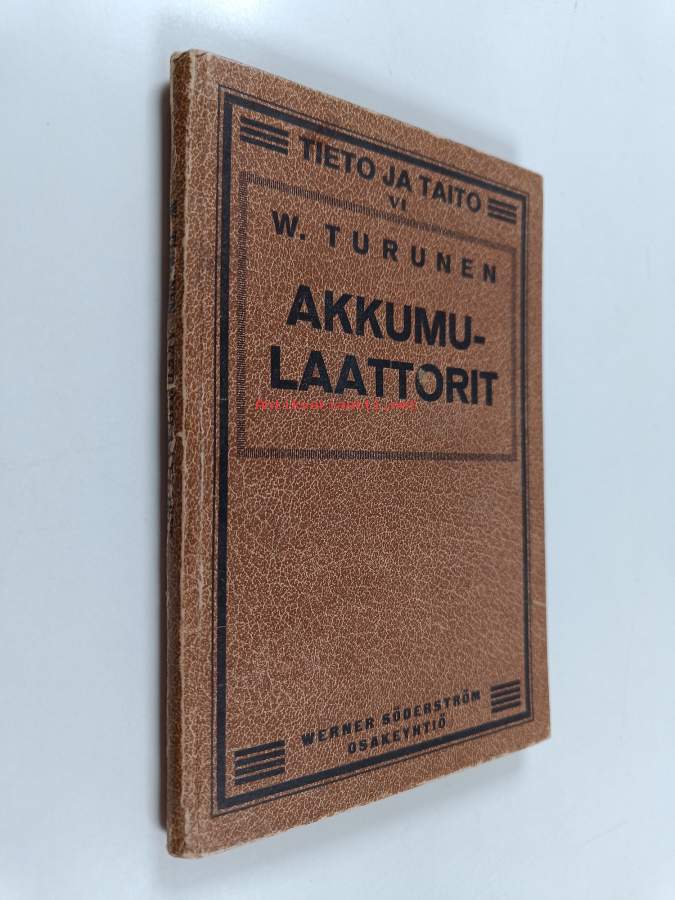 TIETO JA TAITO
VI
W. TURUNEN
AKKUMU-
LAATTORIT
WERNER SÖDERSTRÖM
OSAKEYHTIÖ